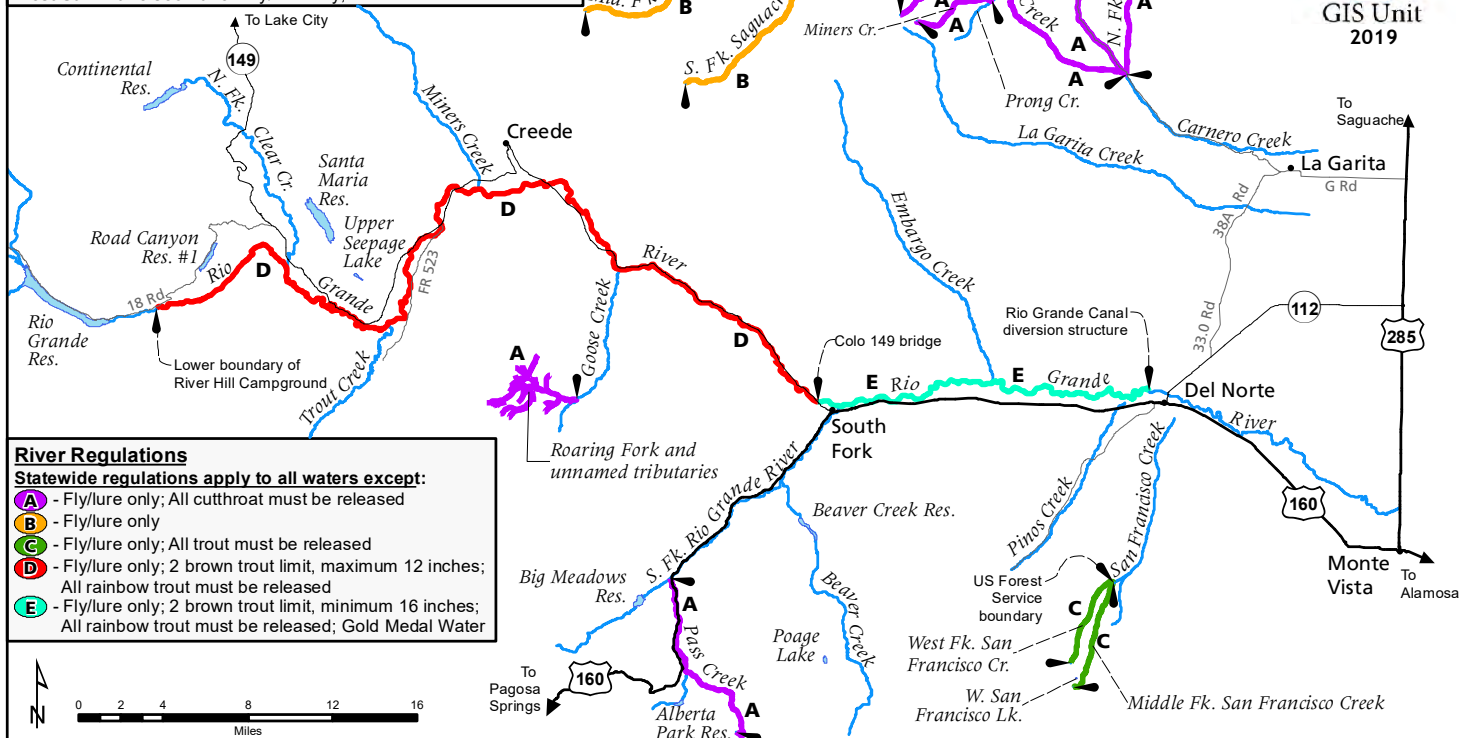 To Lake City
149
Continental
Res.
N. Fk.
Clear Cr.
Miners Creek
Creede
Santa
Maria
Res.
Upper
Seepage
Lake
Road Canyon
Res. #1
18 Rd
Rio
D
Grande
FR 523
D
River
D
Rio
Grande
Res.
Lower boundary of
River Hill Campground
Trout Creek
Goose Creek
A
Roaring Fork and
unnamed tributaries
B
S. Fk. Saguache
B
Miners Cr.
A
A
Creek
A
N. Fk.
A
A
Prong Cr.
GIS Unit
2019
To
Saguache
Carnero Creek
La Garita Creek
La Garita
G Rd
38A Rd
33.0 Rd
Embargo Creek
Rio Grande Canal
diversion structure
112
285
Colo 149 bridge
E
Rio
E
Grande
Del Norte
River
South
Fork
160
Monte
Vista
To
Alamosa
S. Fk. Rio Grande River
Beaver Creek Res.
Beaver Creek
Poage
Lake
Big Meadows
Res.
A
Pass Creek
A
Alberta
Park Res.
To
Pagosa
Springs
160
Pinos Creek
San Francisco Creek
US Forest
Service
boundary
C
C
West Fk. San
Francisco Cr.
W. San
Francisco Lk.
Middle Fk. San Francisco Creek
River Regulations
Statewide regulations apply to all waters except:
A - Fly/lure only; All cutthroat must be released
B - Fly/lure only
C - Fly/lure only; All trout must be released
D - Fly/lure only; 2 brown trout limit, maximum 12 inches;
All rainbow trout must be released
E - Fly/lure only; 2 brown trout limit, minimum 16 inches;
All rainbow trout must be released; Gold Medal Water
N
0 2 4 8 12 16
Miles